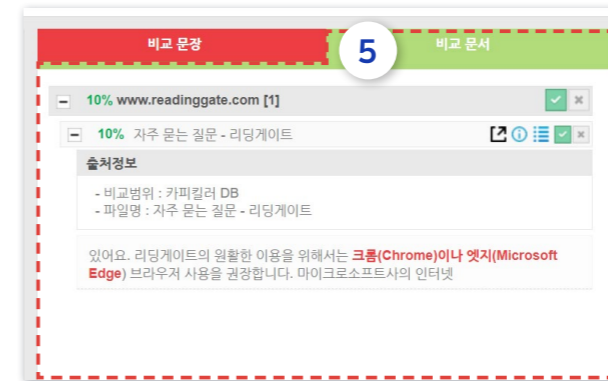 비교 문장
5
비교 문서
10% www.readinggate.com [1]
10% 자주 묻는 질문 - 리딩게이트
출처정보
- 비교범위 : 카피킬러 DB
- 파일명 : 자주 묻는 질문 - 리딩게이트
있어요. 리딩게이트의 원활한 이용을 위해서는 크롬(Chrome)이나 엣지(Microsoft
Edge) 브라우저 사용을 권장합니다. 마이크로소프트사의 인터넷